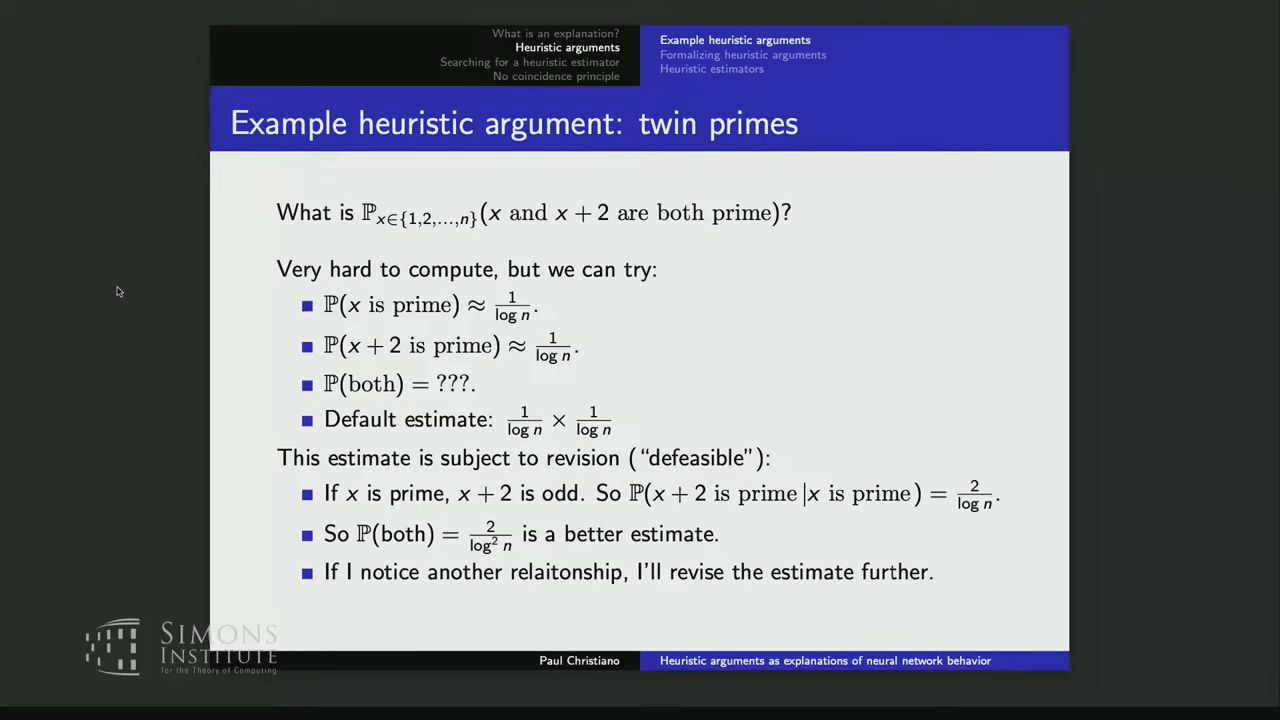 What is an explanation?
Heuristic arguments
Searching for a heuristic estimator
No coincidence principle
Example heuristic arguments
Formalizing heuristic arguments
Heuristic estimators
Example heuristic argument: twin primes
What is ℙ_{x∈{1,2,...,n}}(x and x + 2 are both prime)?
Very hard to compute, but we can try:
■ ℙ(x is prime) ≈ 1/log n.
■ ℙ(x + 2 is prime) ≈ 1/log n.
■ ℙ(both) = ???.
■ Default estimate: 1/log n × 1/log n
This estimate is subject to revision (“defeasible”):
■ If x is prime, x + 2 is odd. So ℙ(x + 2 is prime|x is prime) = 2/log n.
■ So ℙ(both) = 2/log² n is a better estimate.
■ If I notice another relaitonship, I'll revise the estimate further.
SIMONS
INSTITUTE
for the Theory of Computing
Paul Christiano
Heuristic arguments as explanations of neural network behavior